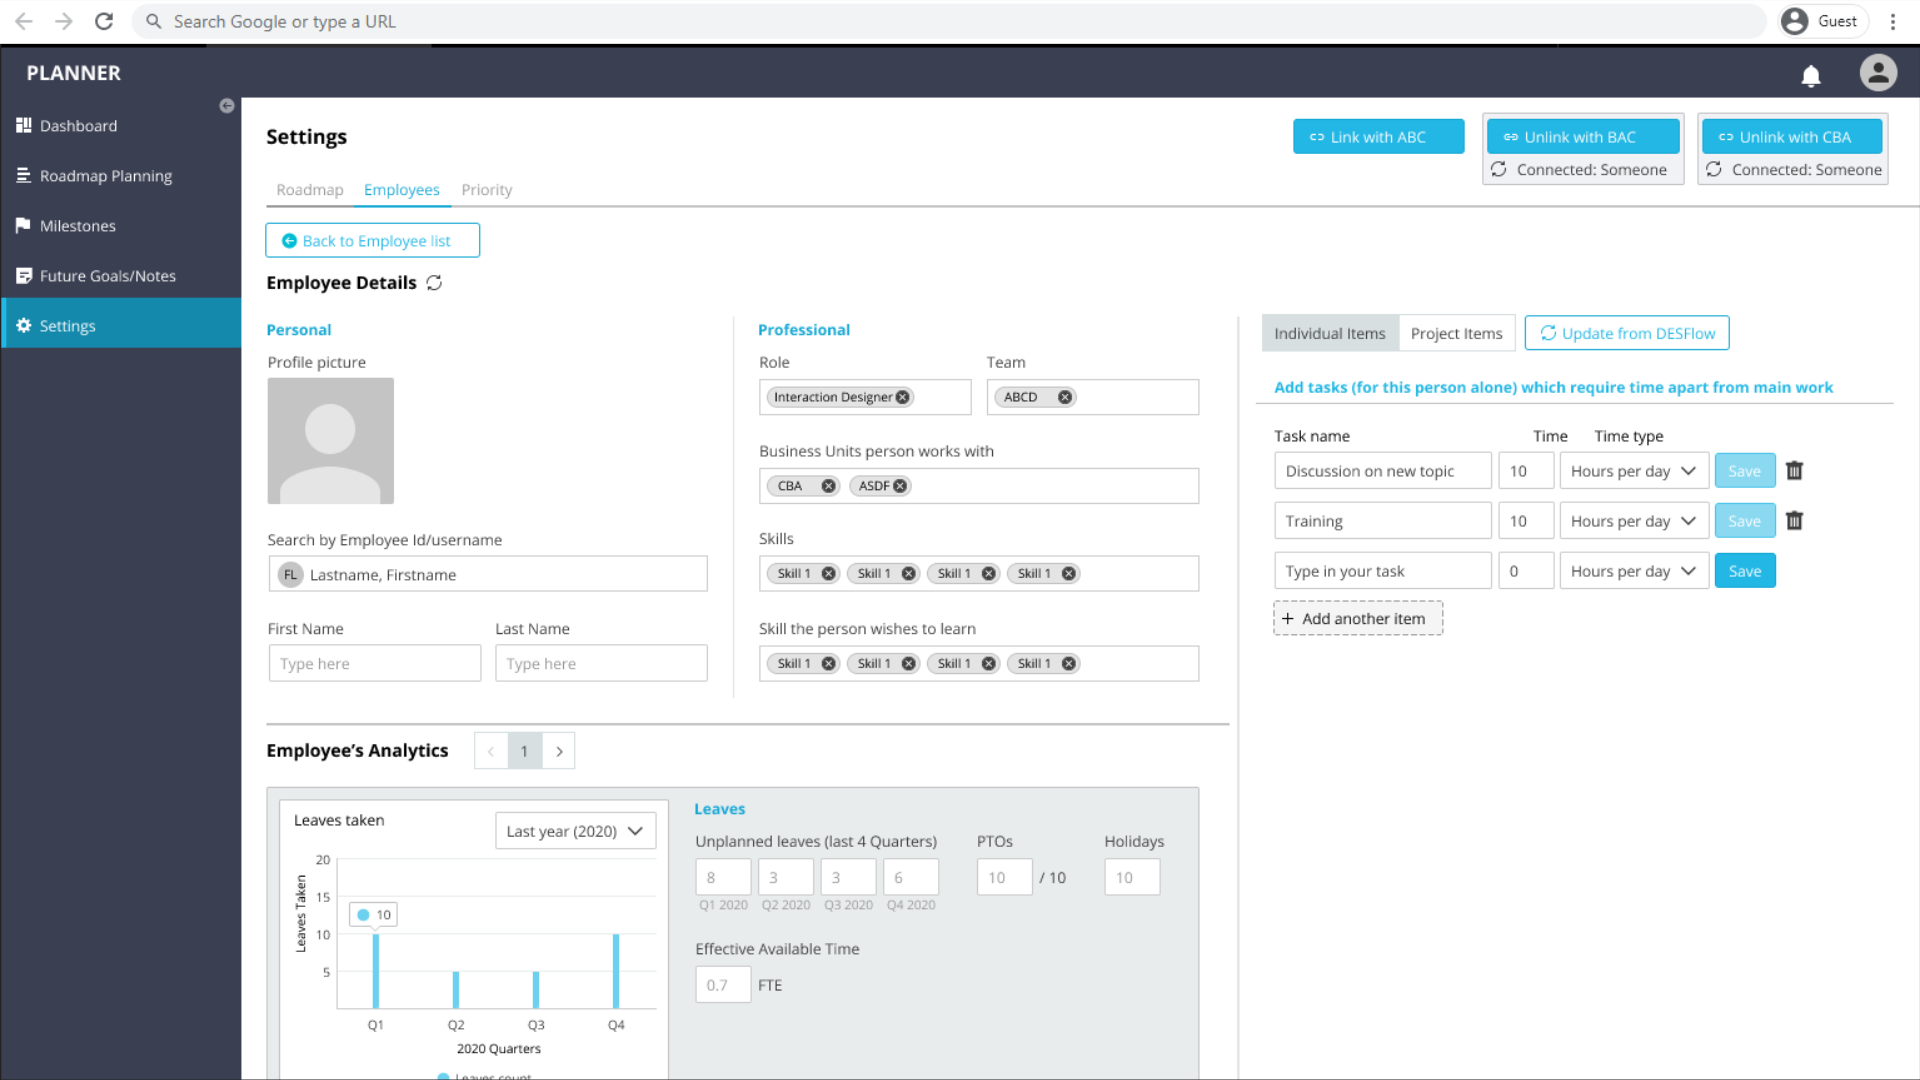 Search Google or type a URL
Guest
PLANNER
Dashboard
Roadmap Planning
Milestones
Future Goals/Notes
Settings
Settings
Link with ABC
Unlink with BAC
Connected: Someone
Unlink with CBA
Connected: Someone
Roadmap Employees Priority
Back to Employee list
Employee Details
Personal
Profile picture
Search by Employee Id/username
FL Lastname, Firstname
First Name Last Name
Type here Type here
Professional
Role Team
Interaction Designer ABCD
Business Units person works with
CBA ASDF
Skills
Skill 1 Skill 1 Skill 1 Skill 1
Skill the person wishes to learn
Skill 1 Skill 1 Skill 1 Skill 1
Individual Items Project Items Update from DESFlow
Add tasks (for this person alone) which require time apart from main work
Task name Time Time type
Discussion on new topic 10 Hours per day Save
Training 10 Hours per day Save
Type in your task 0 Hours per day Save
+ Add another item
Employee’s Analytics < 1 >
Leaves taken Last year (2020)
Leaves Taken
20
15
10
5
10
Q1 Q2 Q3 Q4
2020 Quarters
Leaves count
Leaves
Unplanned leaves (last 4 Quarters) PTOs Holidays
8 3 3 6 10 / 10 10
Q1 2020 Q2 2020 Q3 2020 Q4 2020
Effective Available Time
0.7 FTE